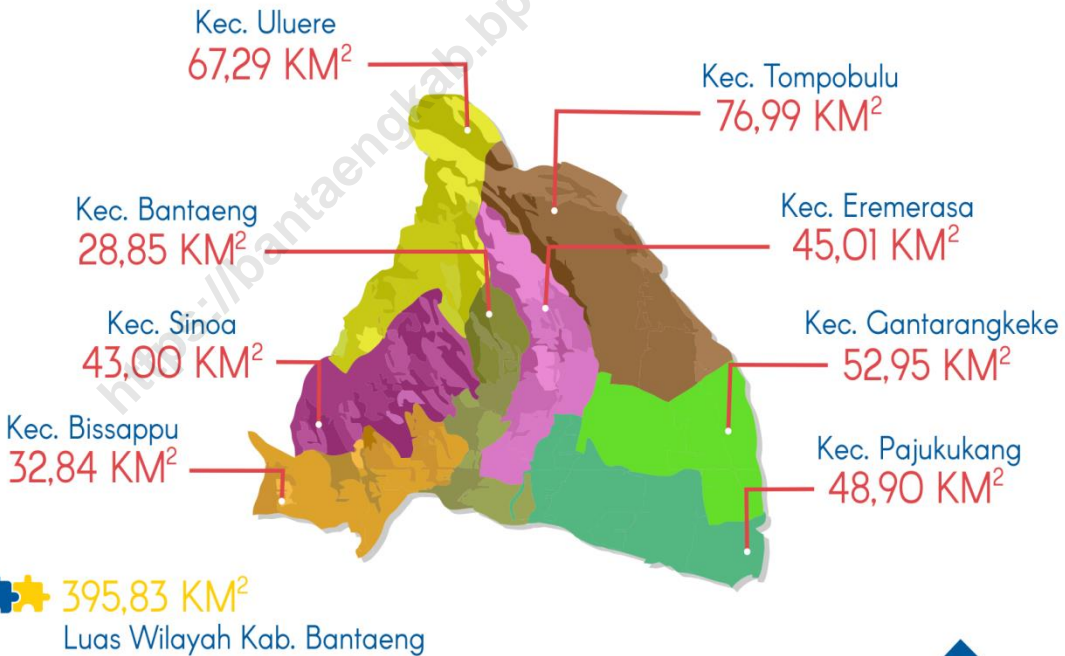 Kec. Uluere
67,29 KM²
Kec. Tompobulu
76,99 KM²
Kec. Bantaeng
28,85 KM²
Kec. Eremerasa
45,01 KM²
Kec. Sinoa
43,00 KM²
Kec. Gantarangkeke
52,95 KM²
Kec. Bissappu
32,84 KM²
Kec. Pajukukang
48,90 KM²
395,83 KM²
Luas Wilayah Kab. Bantaeng
https://bantaengkab.bp